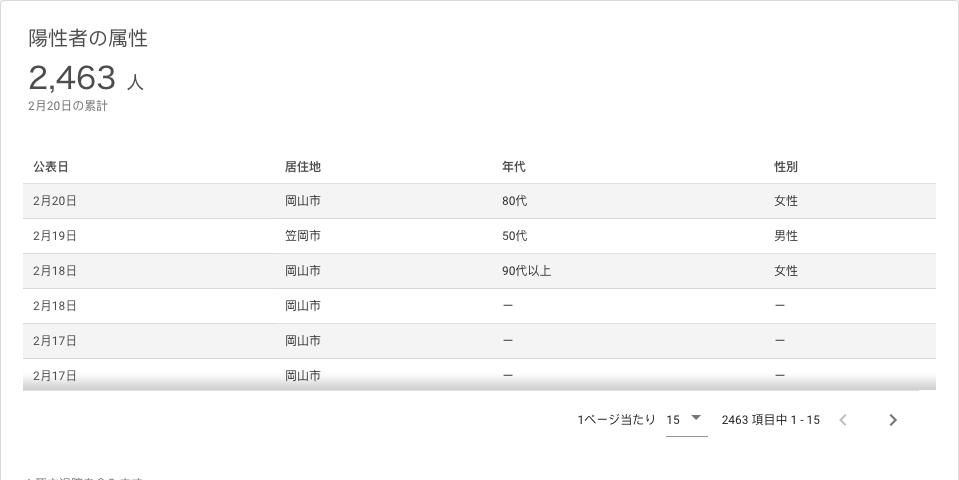 陽性者の属性
2,463 人
2月20日の累計
公表日 居住地 年代 性別
2月20日 岡山市 80代 女性
2月19日 笠岡市 50代 男性
2月18日 岡山市 90代以上 女性
2月18日 岡山市 ー ー
2月17日 岡山市 ー ー
2月17日 岡山市 ー ー
1ページ当たり 15 2463 項目中 1 - 15